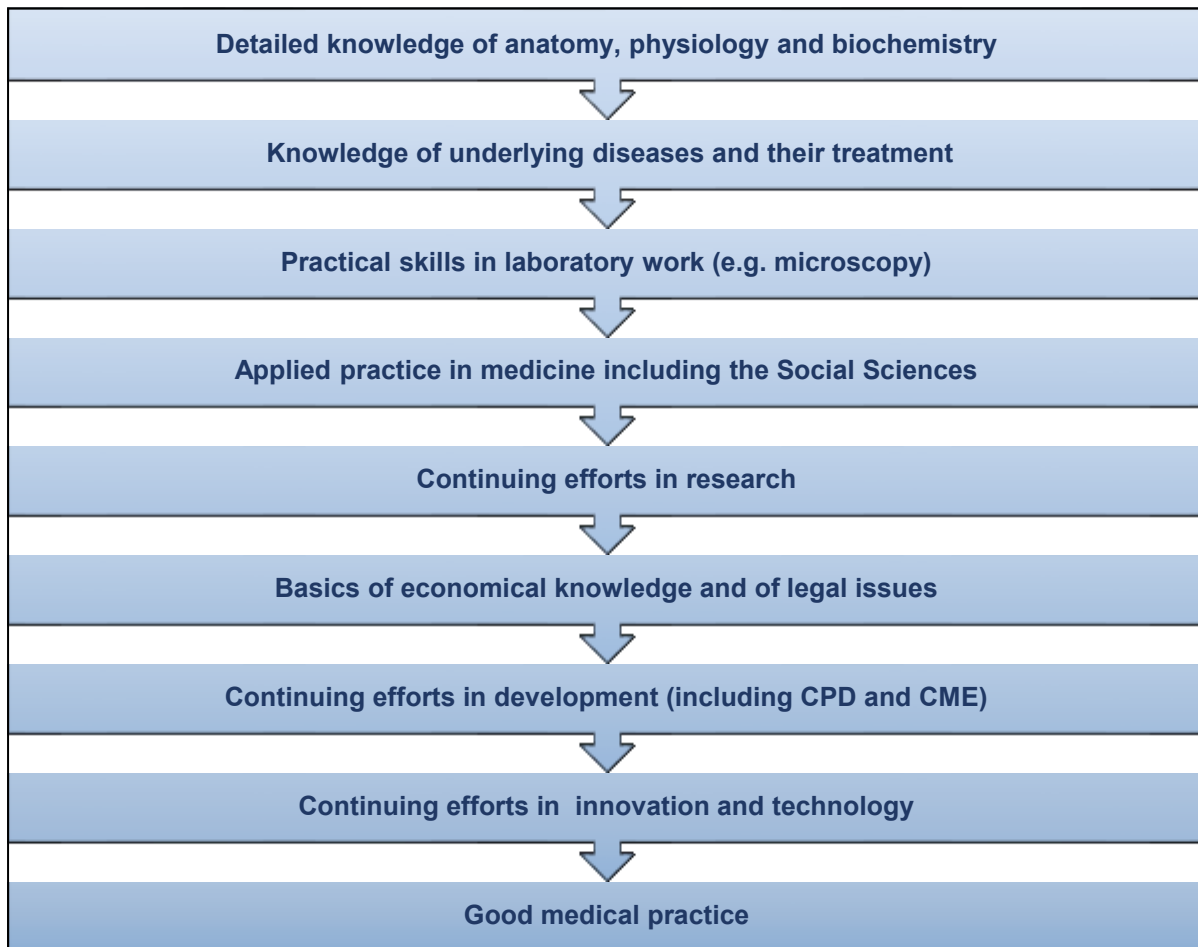 Detailed knowledge of anatomy, physiology and biochemistry
Knowledge of underlying diseases and their treatment
Practical skills in laboratory work (e.g. microscopy)
Applied practice in medicine including the Social Sciences
Continuing efforts in research
Basics of economical knowledge and of legal issues
Continuing efforts in development (including CPD and CME)
Continuing efforts in  innovation and technology
Good medical practice